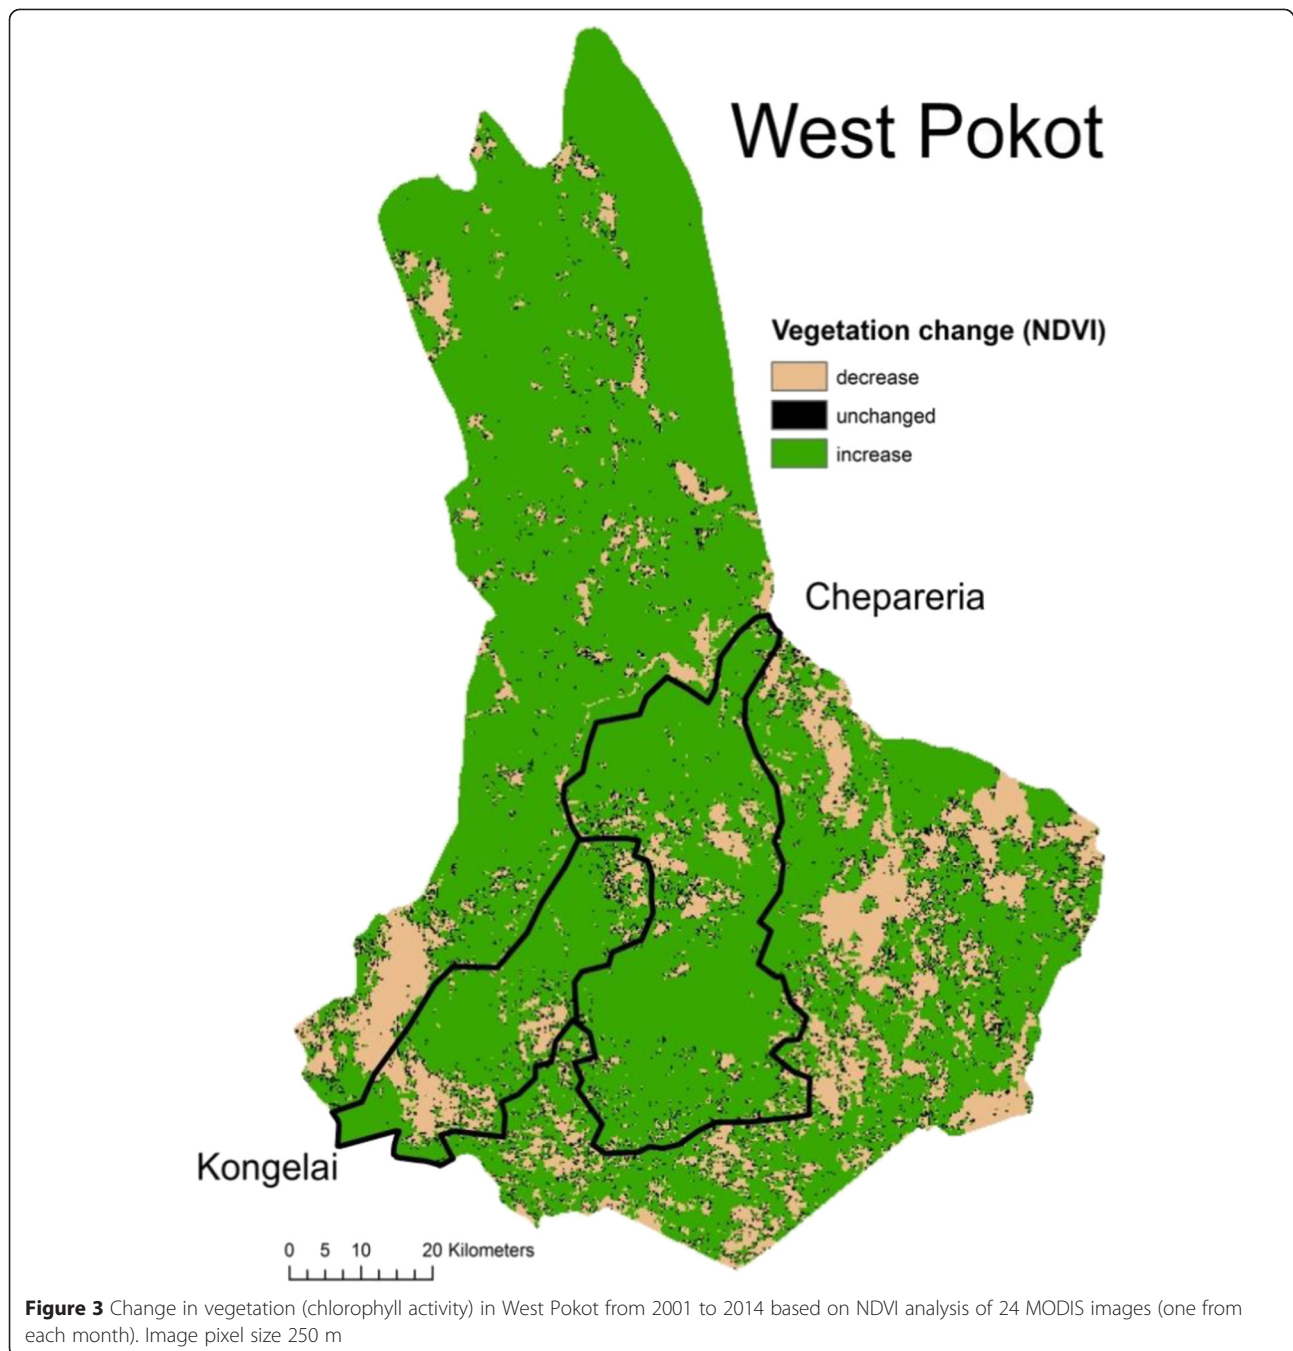 West Pokot
Vegetation change (NDVI)
decrease
unchanged
increase
Chepareria
Kongelai
0 5 10 20 Kilometers
Figure 3 Change in vegetation (chlorophyll activity) in West Pokot from 2001 to 2014 based on NDVI analysis of 24 MODIS images (one from
each month). Image pixel size 250 m